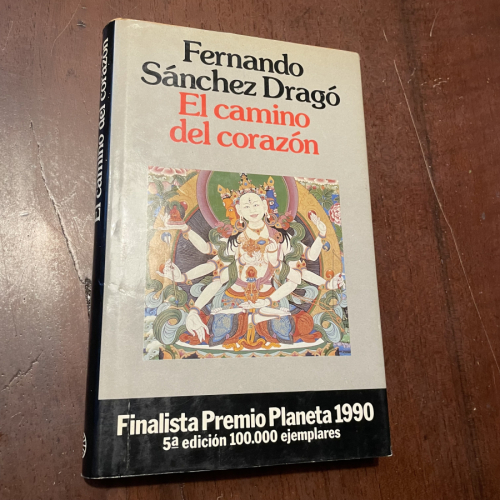 Fernando
Sánchez Dragó
El camino
del corazón
Finalista Premio Planeta 1990
5ª edición 100.000 ejemplares
El camino del corazón